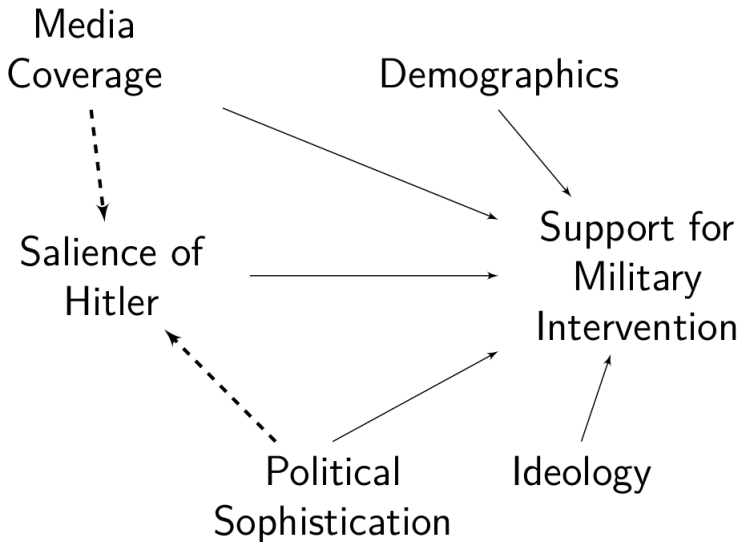 Media
Coverage
Demographics
Salience of
Hitler
Support for
Military
Intervention
Political
Sophistication
Ideology